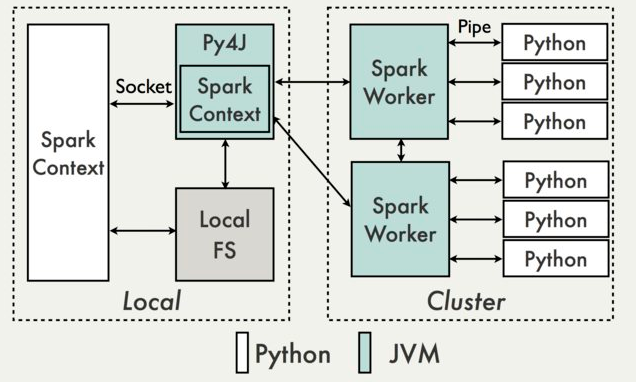 Spark
Context
Socket
Py4J
Spark
Context
Local
FS
Local
Spark
Worker
Spark
Worker
Pipe
Python
Python
Python
Python
Python
Python
Cluster
Python
JVM